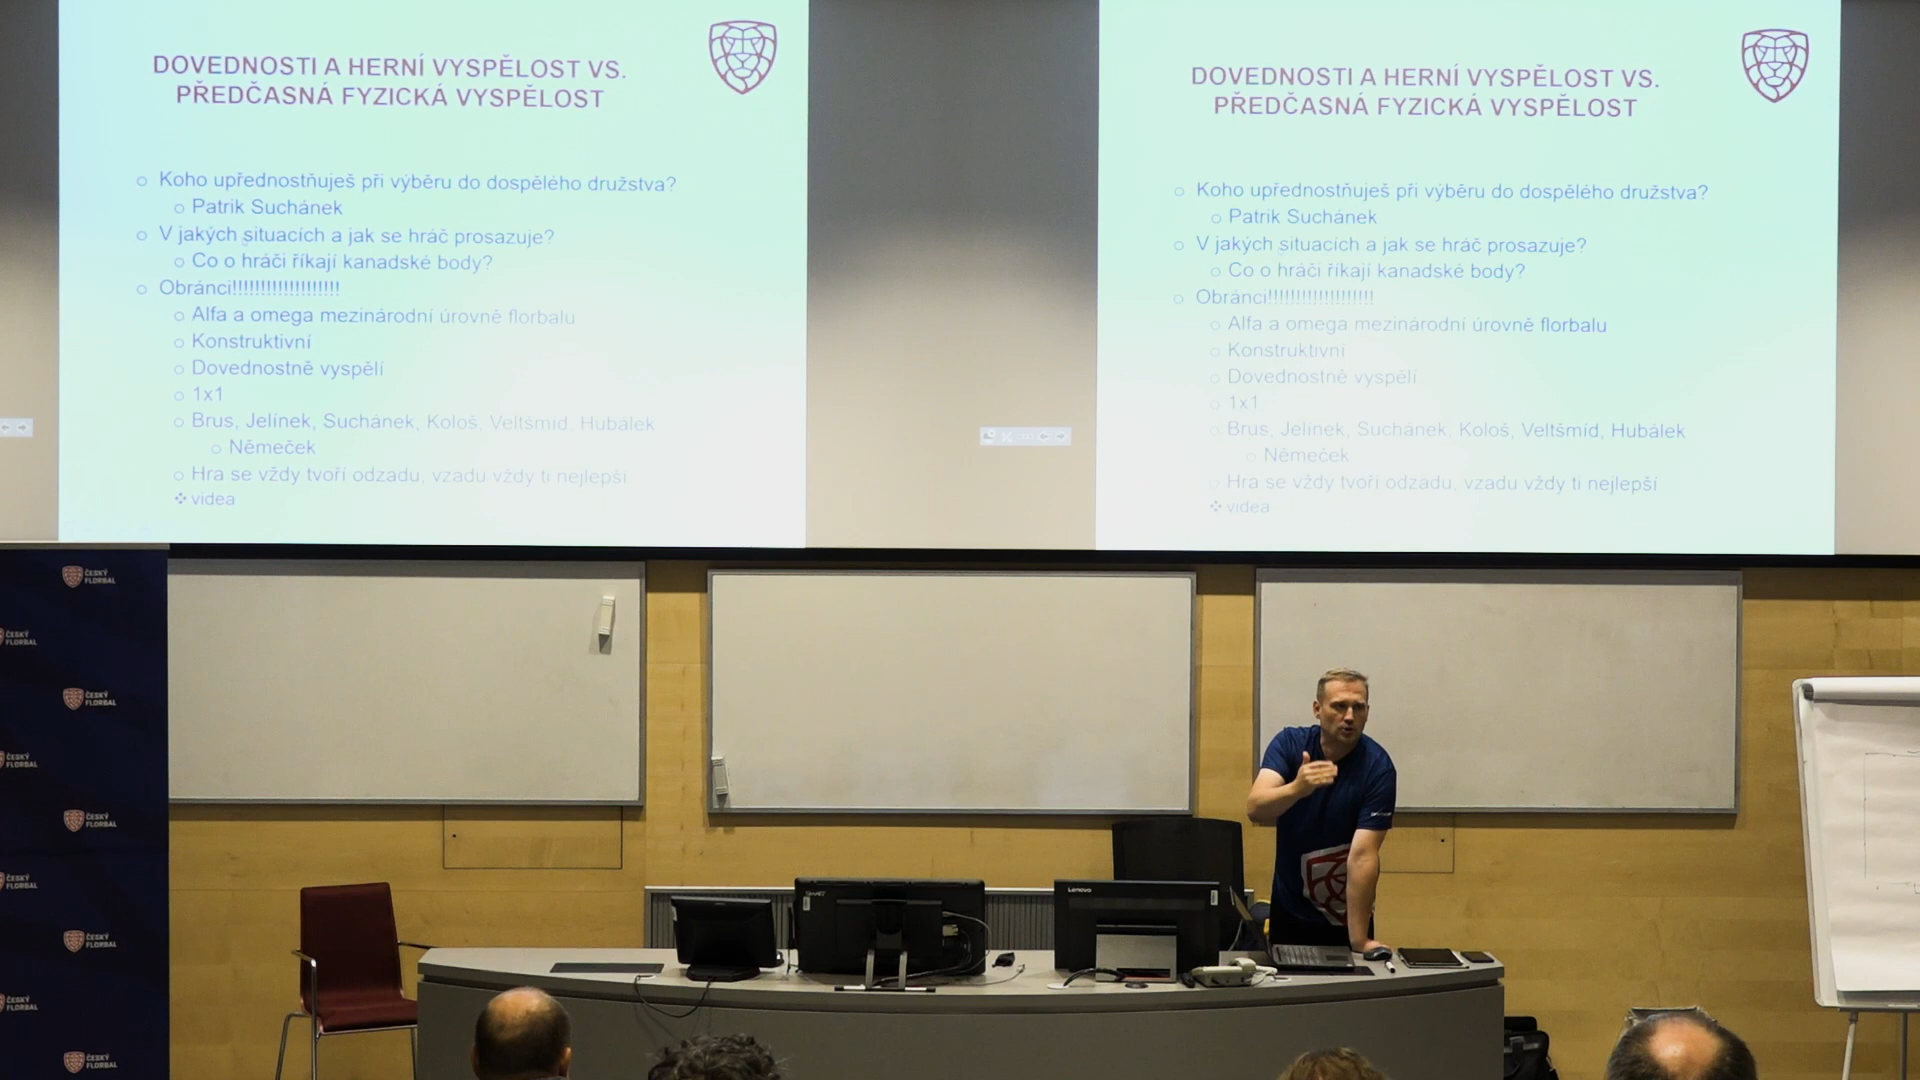 DOVEDNOSTI A HERNÍ VYSPĚLOST VS.
PŘEDČASNÁ FYZICKÁ VYSPĚLOST
Koho upřednostňuješ při výběru do dospělého družstva?
Patrik Suchánek
V jakých situacích a jak se hráč prosazuje?
Co o hráči říkají kanadské body?
Obránci!!!!!!!!!!!!!!!!!!!
Alfa a omega mezinárodní úrovně florbalu
Konstruktivní
Dovednostně vyspělí
1x1
Brus, Jelínek, Suchánek, Kološ, Veltšmíd, Hubálek
Němeček
Hra se vždy tvoří odzadu, vzadu vždy ti nejlepší
videa
DOVEDNOSTI A HERNÍ VYSPĚLOST VS.
PŘEDČASNÁ FYZICKÁ VYSPĚLOST
Koho upřednostňuješ při výběru do dospělého družstva?
Patrik Suchánek
V jakých situacích a jak se hráč prosazuje?
Co o hráči říkají kanadské body?
Obránci!!!!!!!!!!!!!!!!!!!
Alfa a omega mezinárodní úrovně florbalu
Konstruktivní
Dovednostně vyspělí
1x1
Brus, Jelínek, Suchánek, Kološ, Veltšmíd, Hubálek
Němeček
Hra se vždy tvoří odzadu, vzadu vždy ti nejlepší
videa
ČESKÝ
FLORBAL
ČESKÝ
FLORBAL
ČESKÝ
FLORBAL
ČESKÝ
FLORBAL
ČESKÝ
FLORBAL
ČESKÝ
FLORBAL
ČESKÝ
FLORBAL
ČESKÝ
FLORBAL
ČESKÝ
FLORBAL
Lenovo